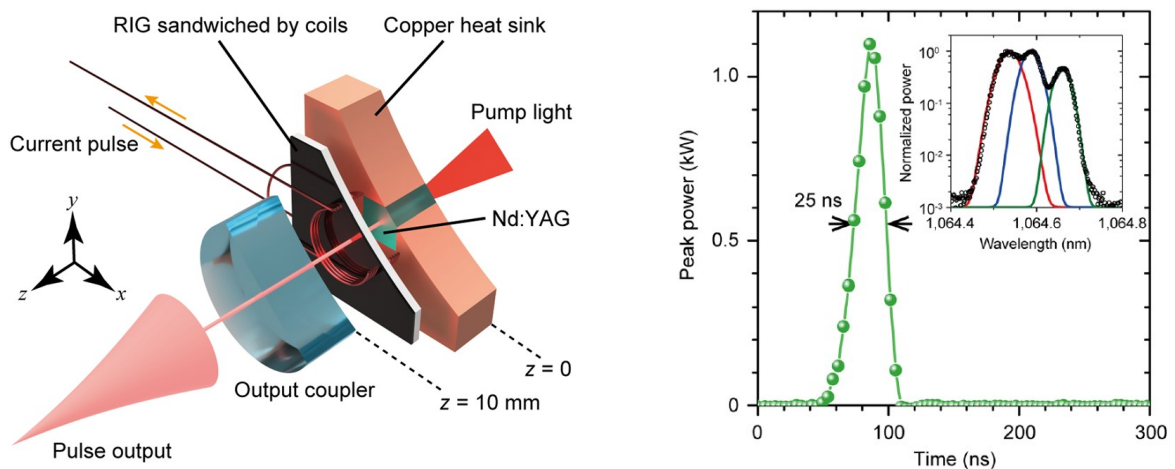 RIG sandwiched by coils
Copper heat sink
Pump light
Current pulse
Nd:YAG
y
z
x
z = 0
Output coupler
z = 10 mm
Pulse output
Peak power (kW)
1.0
0.5
0
25 ns
0
100
200
300
Time (ns)
Normalized power
10⁰
10⁻¹
10⁻²
10⁻³
1,064.4
1,064.6
1,064.8
Wavelength (nm)